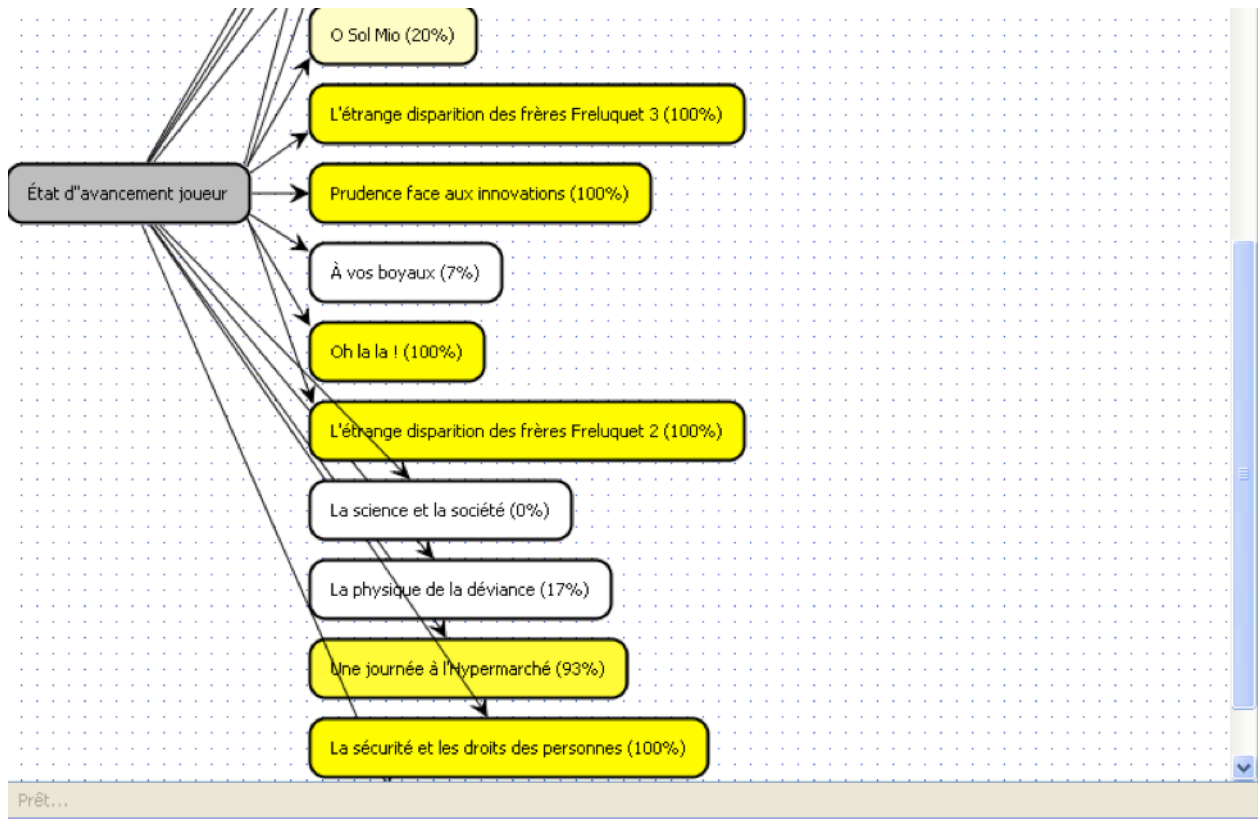 O Sol Mio (20%)
L'étrange disparition des frères Freluquet 3 (100%)
État d''avancement joueur
Prudence face aux innovations (100%)
À vos boyaux (7%)
Oh la la ! (100%)
L'étrange disparition des frères Freluquet 2 (100%)
La science et la société (0%)
La physique de la déviance (17%)
Une journée à l'Hypermarché (93%)
La sécurité et les droits des personnes (100%)
Prêt...